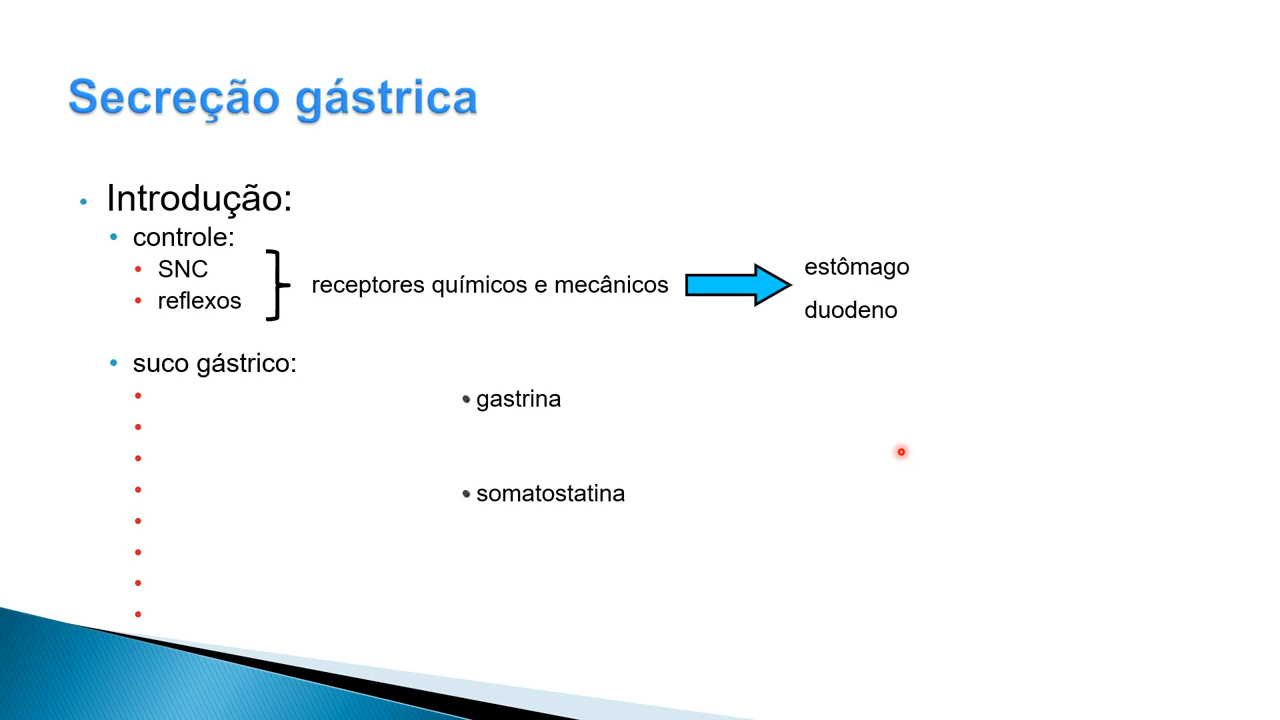 Secreção gástrica
• Introdução:
• controle:
• SNC
• reflexos
receptores químicos e mecânicos
estômago
duodeno
• suco gástrico:
• gastrina
• somatostatina